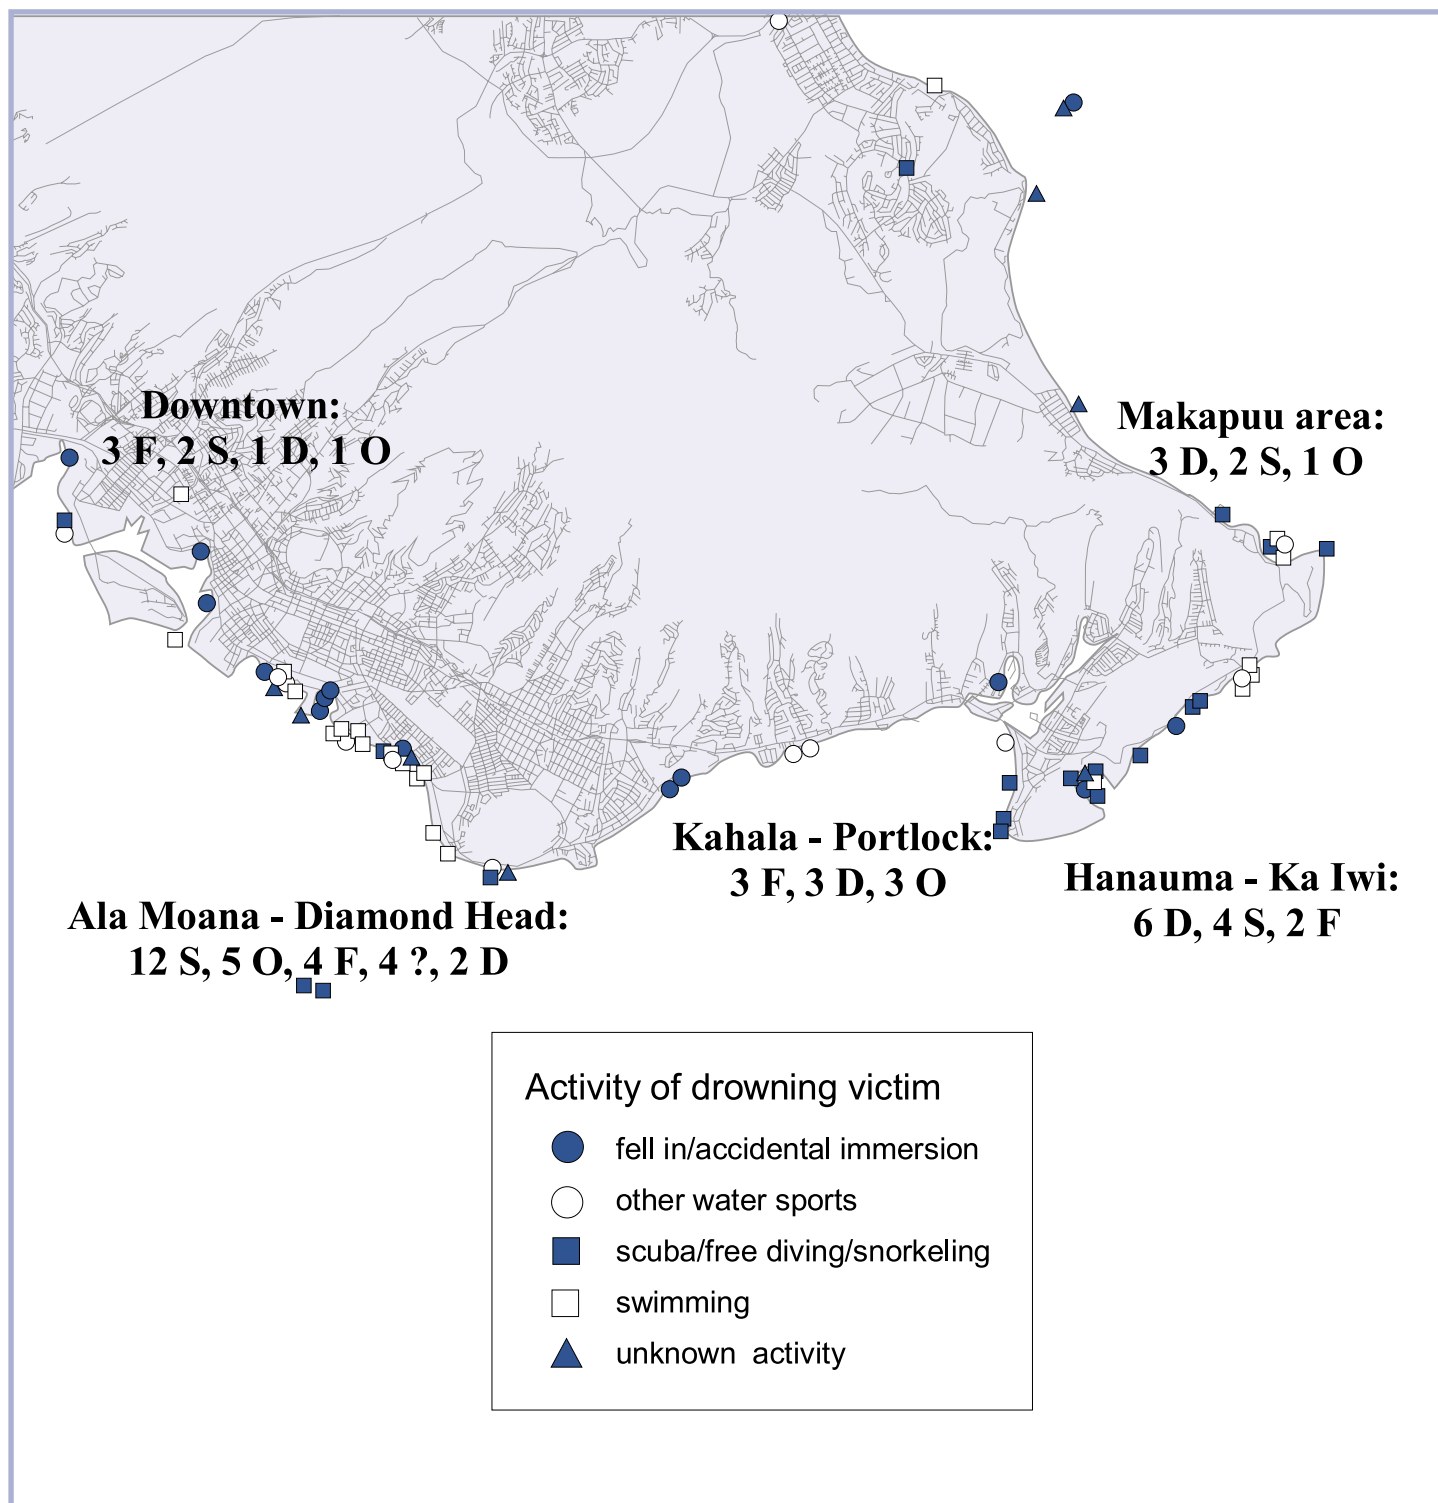 Downtown:
3 F, 2 S, 1 D, 1 O
Makapuu area:
3 D, 2 S, 1 O
Kahala - Portlock:
3 F, 3 D, 3 O
Hanauma - Ka Iwi:
6 D, 4 S, 2 F
Ala Moana - Diamond Head:
12 S, 5 O, 4 F, 4 ?, 2 D
Activity of drowning victim
fell in/accidental immersion
other water sports
scuba/free diving/snorkeling
swimming
unknown activity